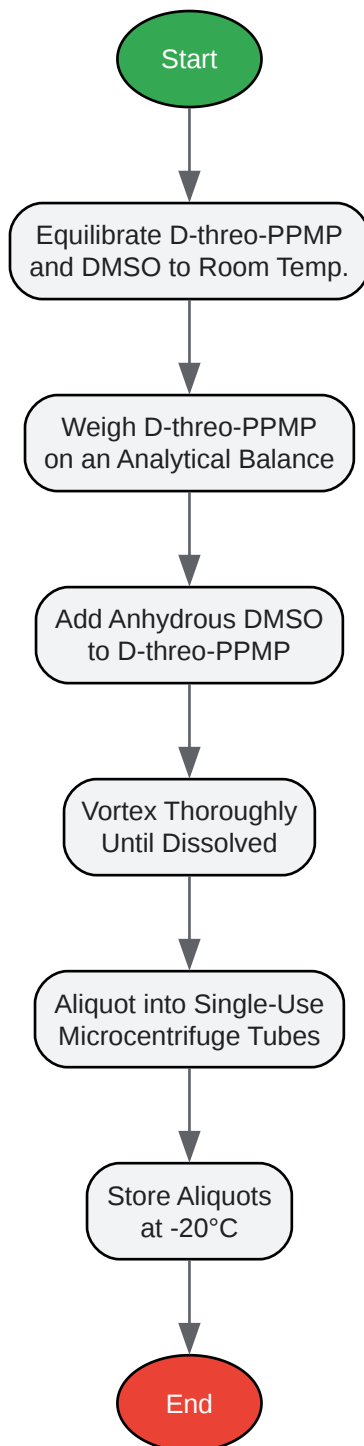 Start
Equilibrate D-threo-PPMP
and DMSO to Room Temp.
Weigh D-threo-PPMP
on an Analytical Balance
Add Anhydrous DMSO
to D-threo-PPMP
Vortex Thoroughly
Until Dissolved
Aliquot into Single-Use
Microcentrifuge Tubes
Store Aliquots
at -20°C
End